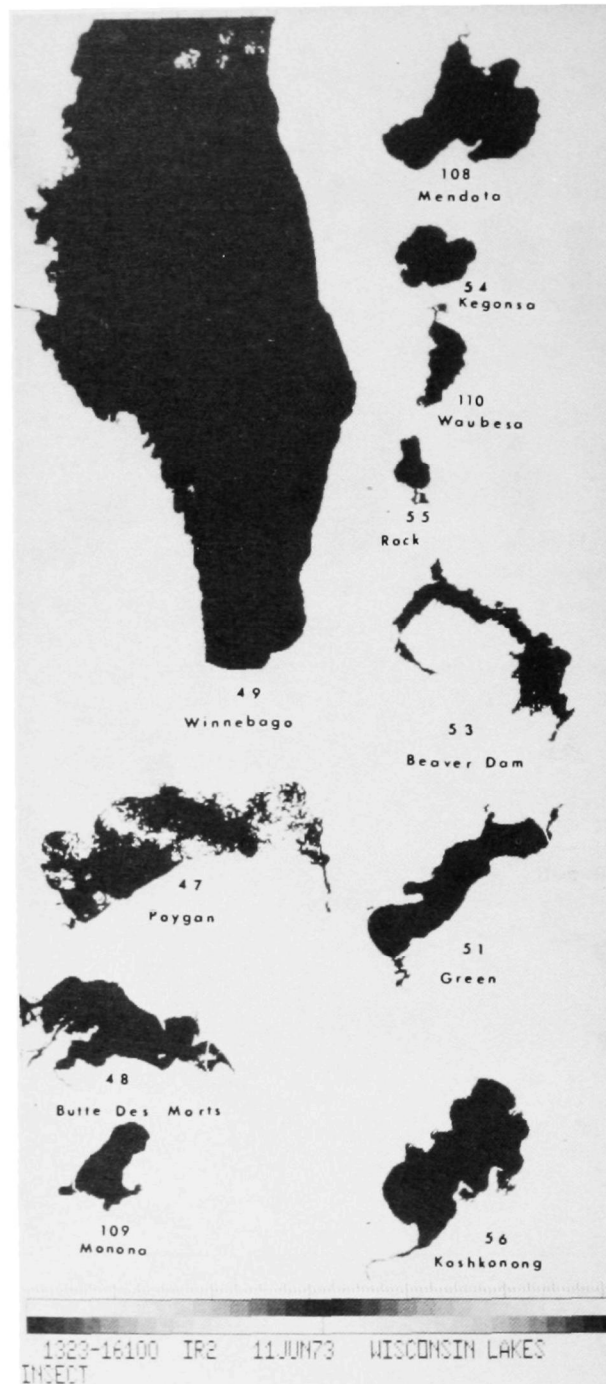 108
Mendota
54
Kegonsa
110
Waubesa
55
Rock
49
Winnebago
53
Beaver Dam
47
Poygan
51
Green
48
Butte Des Morts
109
Monona
56
Koshkonong
1323-16100 IR2 11JUN73 WISCONSIN LAKES
INSECT